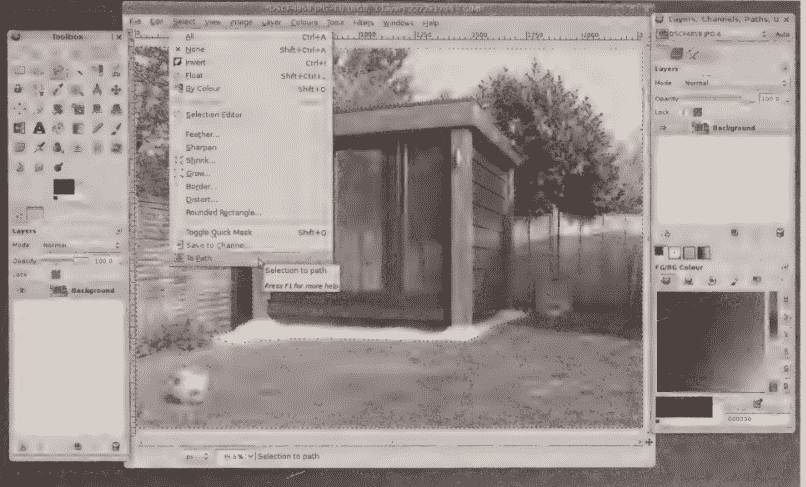 Toolbox
Layers
Mode Normal
Opacity 100.0
Lock
Background
File Edit Select View Image Layer Colours Tools Filters Windows Help
All Ctrl+A
None Shift+Ctrl+A
Invert Ctrl+I
Float Shift+Ctrl+L
By Colour Shift+O
Selection Editor
Feather...
Sharpen
Shrink...
Grow...
Border...
Distort...
Rounded Rectangle...
Toggle Quick Mask Shift+Q
Save to Channel
To Path
Selection to path
Press F1 for more help
px
Selection to path
Layers, Channels, Paths, U
Auto
Layers
Mode Normal
Opacity 100.0
Lock
Background
FG/BG Colour
000000